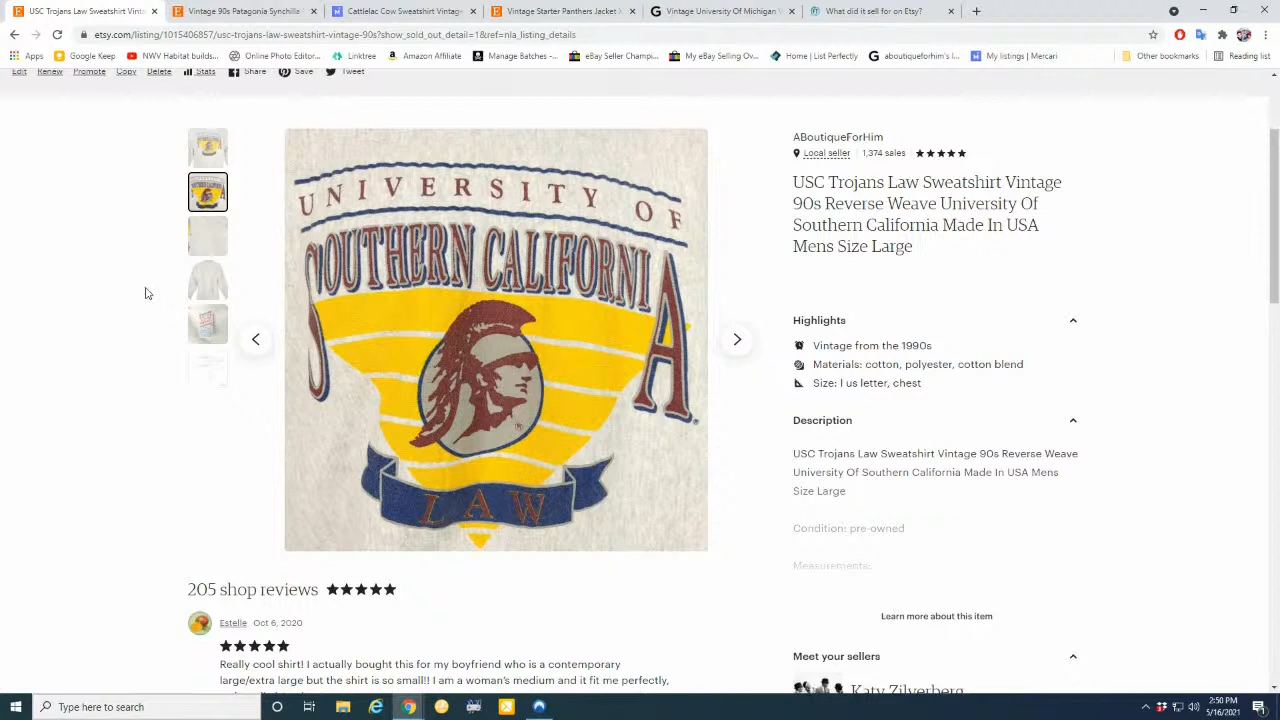 USC Trojans Law Sweatshirt Vinta
Vintage 90s Patagonia Synchilla
Cattlelac Cow Sweatshirt Vintage
Vintage Starter Panthers Jacket
Vintage University Of Michigan V
What did it sell for on Etsy?
etsy.com/listing/1015406857/usc-trojans-law-sweatshirt-vintage-90s?show_sold_out_detail=1&ref=nla_listing_details
Apps Google Keep NWV Habitat builds... Online Photo Editor... Linktree Amazon Affiliate Manage Batches -... eBay Seller Champi... My eBay Selling Ov... Home | List Perfectly aboutiqueforhim's l... My listings | Mercari Other bookmarks Reading list
Edit Renew Promote Copy Delete Stats Share Save Tweet
UNIVERSITY OF
SOUTHERN CALIFORNIA
LAW
ABoutiqueForHim
Local seller 1,374 sales ★★★★★
USC Trojans Law Sweatshirt Vintage
90s Reverse Weave University Of
Southern California Made In USA
Mens Size Large
Highlights
Vintage from the 1990s
Materials: cotton, polyester, cotton blend
Size: l us letter, chest
Description
USC Trojans Law Sweatshirt Vintage 90s Reverse Weave
University Of Southern California Made In USA Mens
Size Large
Condition: pre-owned
Measurements:
Learn more about this item
Meet your sellers
Katy Zilverberg
205 shop reviews ★★★★★
Estelle Oct 6, 2020
★★★★★
Really cool shirt! I actually bought this for my boyfriend who is a contemporary
large/extra large but the shirt is so small!! I am a women's medium and it fit me perfectly,
Type here to search
2:50 PM
5/16/2021